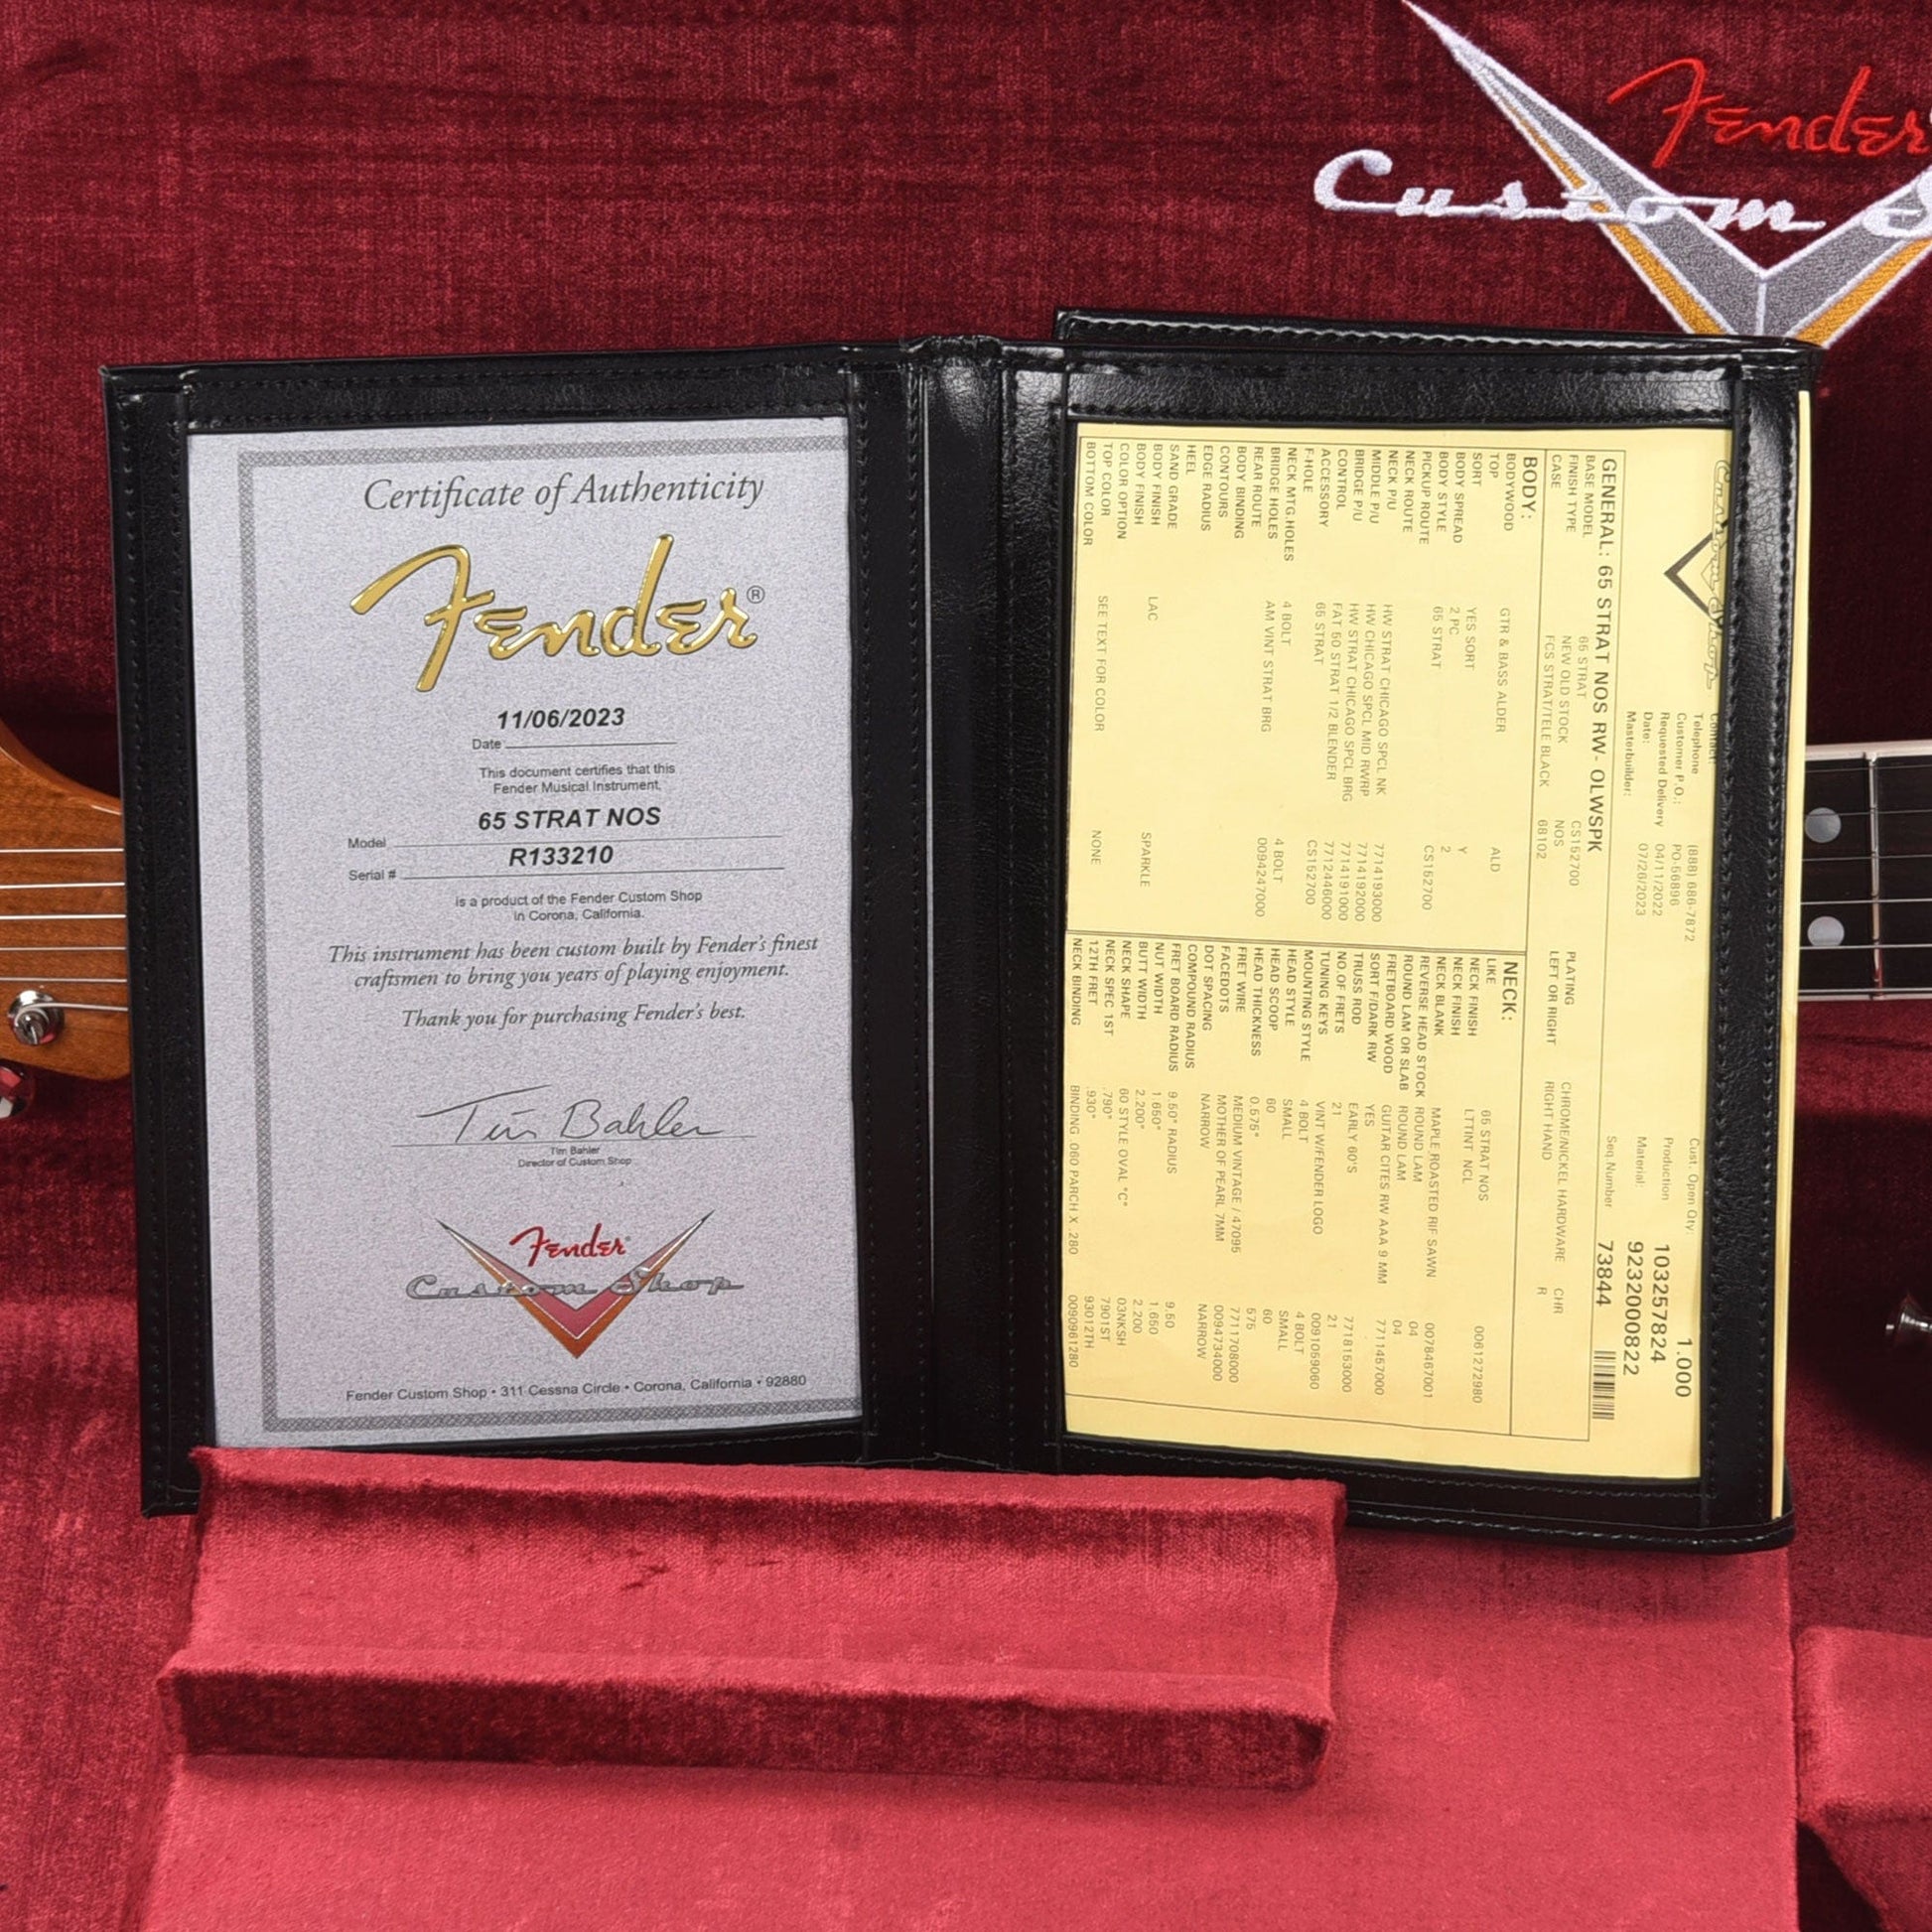 Fender
Custom S
Certificate of Authenticity
Fender®
11/06/2023
Date
This document certifies that this
Fender Musical Instrument,
65 STRAT NOS
Model
R133210
Serial #
is a product of the Fender Custom Shop
in Corona, California.
This instrument has been custom built by Fender's finest
craftsmen to bring you years of playing enjoyment.
Thank you for purchasing Fender's best.
Tim Bahler
Tim Bahler
Director of Custom Shop
Fender
Custom Shop
Fender Custom Shop • 311 Cessna Circle • Corona, California • 92880
Custom Shop
Contact:
Telephone (888) 686-7872 Cust. Open Qty. 1.000
Customer P.O.: PO-56896 Production 103257824
Requested Delivery 04/11/2022 Material: 9232000822
Date: 07/26/2023 Seq Number 73844
Masterbuilder:
GENERAL: 65 STRAT NOS RW- OLWSPK
BASE MODEL 65 STRAT CS152700 PLATING CHROME/NICKEL HARDWARE CHR
FINISH TYPE NEW OLD STOCK NOS LEFT OR RIGHT RIGHT HAND R
CASE FCS STRAT/TELE BLACK 68102
BODY:
BODYWOOD GTR & BASS ALDER ALD
TOP
SORT YES SORT Y
BODY SPREAD 2 PC 2
BODY STYLE 65 STRAT CS152700
PICKUP ROUTE
NECK ROUTE
NECK P/U HW STRAT CHICAGO SPCL NK 7714193000
MIDDLE P/U HW CHICAGO SPCL MID RWRP 7714192000
BRIDGE P/U HW STRAT CHICAGO SPCL BRG 7714191000
CONTROL FAT 50 STRAT 1/2 BLENDER 7712446000
ACCESSORY 65 STRAT CS152700
F-HOLE
NECK MTG.HOLES 4 BOLT 4 BOLT
BRIDGE HOLES AM VINT STRAT BRG 0094247000
REAR ROUTE
BODY BINDING
CONTOURS
EDGE RADIUS
HEEL
SAND GRADE
BODY FINISH LAC SPARKLE
BODY FINISH
COLOR OPTION
TOP COLOR SEE TEXT FOR COLOR NONE
BOTTOM COLOR
NECK:
LIKE 65 STRAT NOS
NECK FINISH LTTINT NCL 0061272980
NECK FINISH
NECK BLANK MAPLE ROASTED RIF SAWN 0078467001
REVERSE HEAD STOCK
ROUND LAM OR SLAB ROUND LAM 04
FRETBOARD WOOD ROUND LAM 04
SORT F/DARK RW GUITAR CITES RW AAA 9 MM 7711457000
TRUSS ROD YES
NO.OF FRETS EARLY 60'S 7718153000
TUNING KEYS 21 21
MOUNTING STYLE VINT W/FENDER LOGO 0091059060
HEAD STYLE 4 BOLT 4 BOLT
HEAD SCOOP SMALL SMALL
HEAD THICKNESS 60 60
FRET WIRE 0.575" 575
FACEDOTS MEDIUM VINTAGE / 47095 7711708000
DOT SPACING MOTHER OF PEARL 7MM 0094734000
COMPOUND RADIUS NARROW NARROW
FRET BOARD RADIUS 9.50" RADIUS 9.50
NUT WIDTH 1.650" 1.650
BUTT WIDTH 2.200" 2.200
NECK SHAPE 60 STYLE OVAL "C" 03NKSH
NECK SPEC 1ST .790" 7901ST
12TH FRET .930" 93012TH
NECK BINDING BINDING .060 PARCH X .280 0090961280